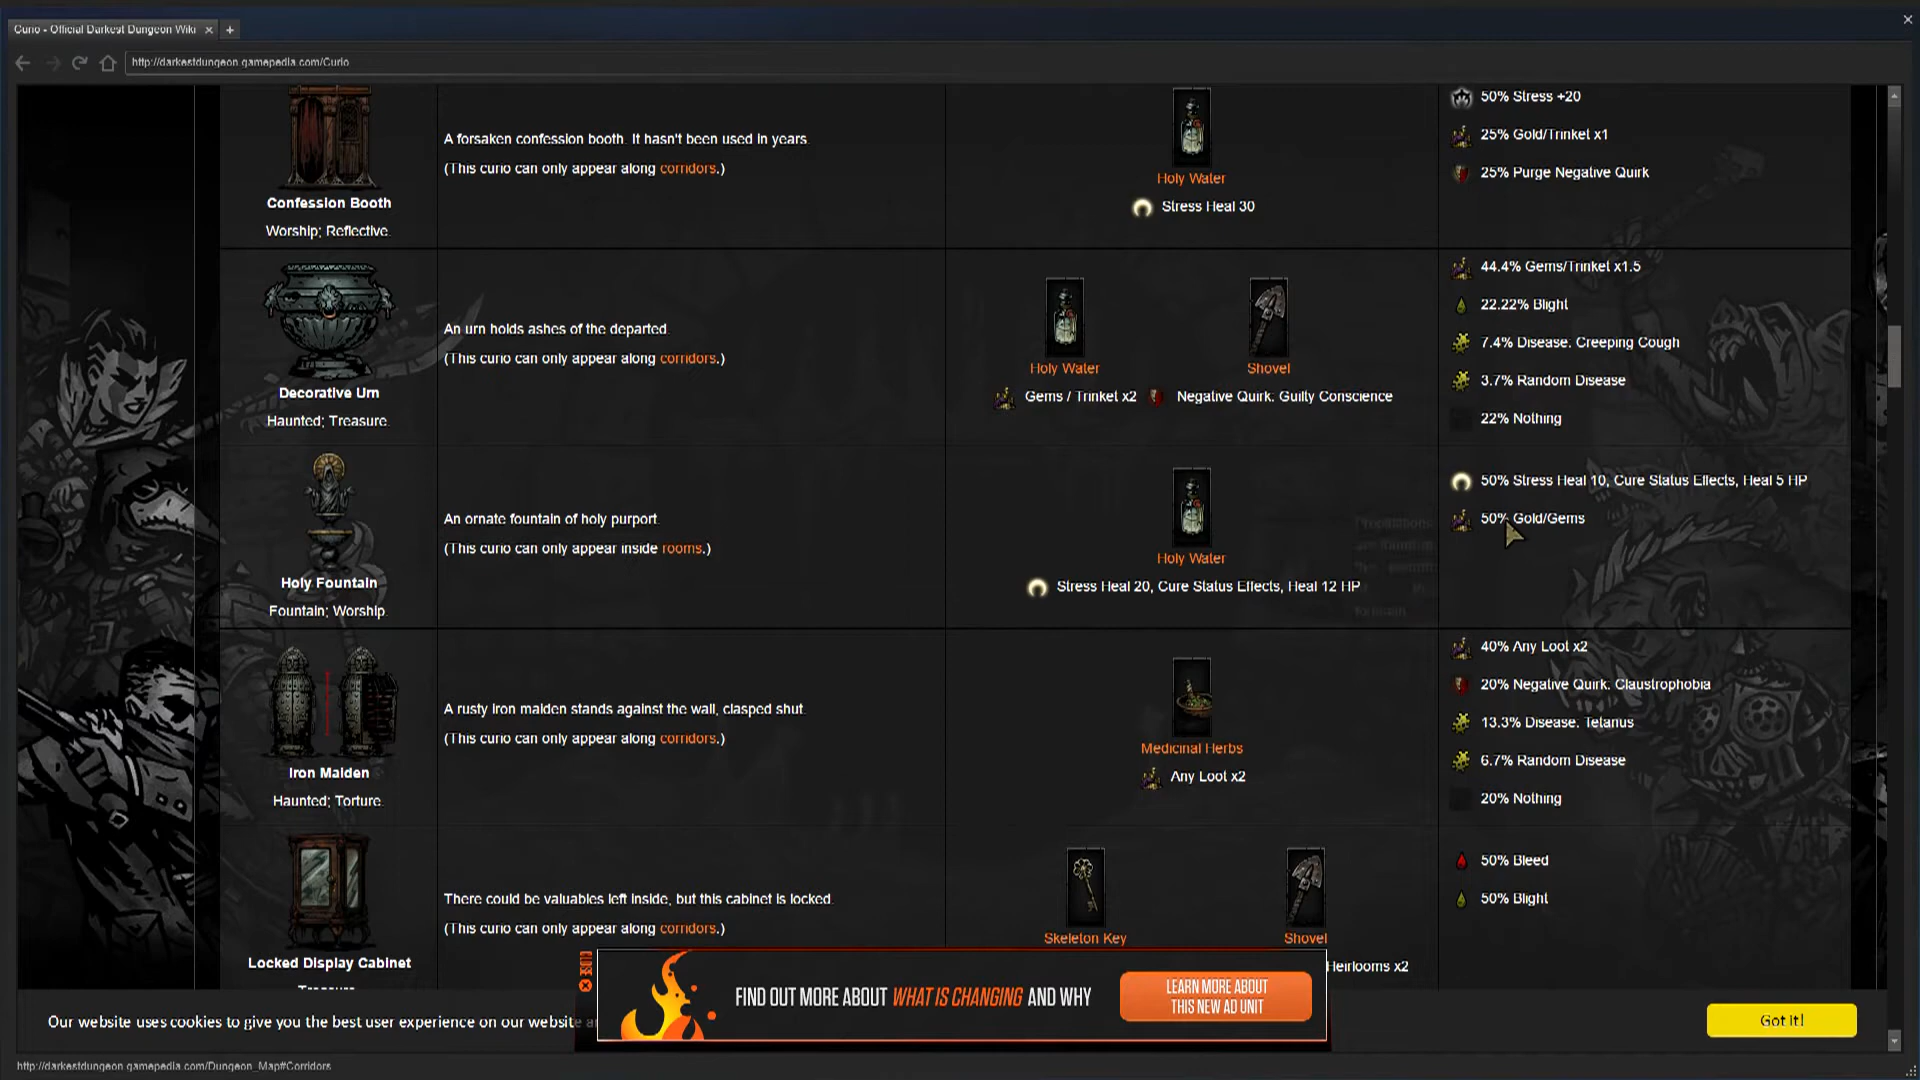 Curio - Official Darkest Dungeon Wiki
http://darkestdungeon.gamepedia.com/Curio
Confession Booth
Worship; Reflective.
A forsaken confession booth. It hasn't been used in years.
(This curio can only appear along corridors.)
Holy Water
Stress Heal 30
50% Stress +20
25% Gold/Trinket x1
25% Purge Negative Quirk
Decorative Urn
Haunted; Treasure.
An urn holds ashes of the departed.
(This curio can only appear along corridors.)
Holy Water
Gems / Trinket x2
Shovel
Negative Quirk: Guilty Conscience
44.4% Gems/Trinket x1.5
22.22% Blight
7.4% Disease: Creeping Cough
3.7% Random Disease
22% Nothing
Holy Fountain
Fountain; Worship.
An ornate fountain of holy purport.
(This curio can only appear inside rooms.)
Holy Water
Stress Heal 20, Cure Status Effects, Heal 12 HP
50% Stress Heal 10, Cure Status Effects, Heal 5 HP
50% Gold/Gems
Iron Maiden
Haunted; Torture.
A rusty iron maiden stands against the wall, clasped shut.
(This curio can only appear along corridors.)
Medicinal Herbs
Any Loot x2
40% Any Loot x2
20% Negative Quirk: Claustrophobia
13.3% Disease: Tetanus
6.7% Random Disease
20% Nothing
Locked Display Cabinet
There could be valuables left inside, but this cabinet is locked.
(This curio can only appear along corridors.)
Skeleton Key
Shovel
Heirlooms x2
50% Bleed
50% Blight
CLOSE
FIND OUT MORE ABOUT WHAT IS CHANGING AND WHY
LEARN MORE ABOUT
THIS NEW AD UNIT
Our website uses cookies to give you the best user experience on our website
Got it!
http://darkestdungeon.gamepedia.com/Dungeon_Map#Corridors